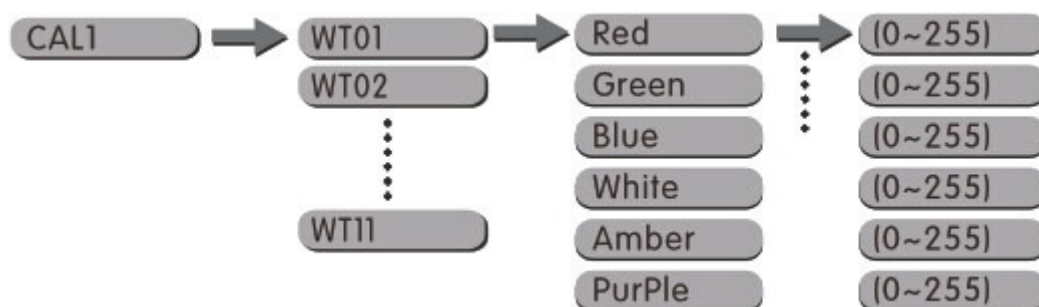 CAL1 WT01 Red (0~255)
WT02 Green (0~255)
Blue (0~255)
White (0~255)
WT11 Amber (0~255)
PurPle (0~255)